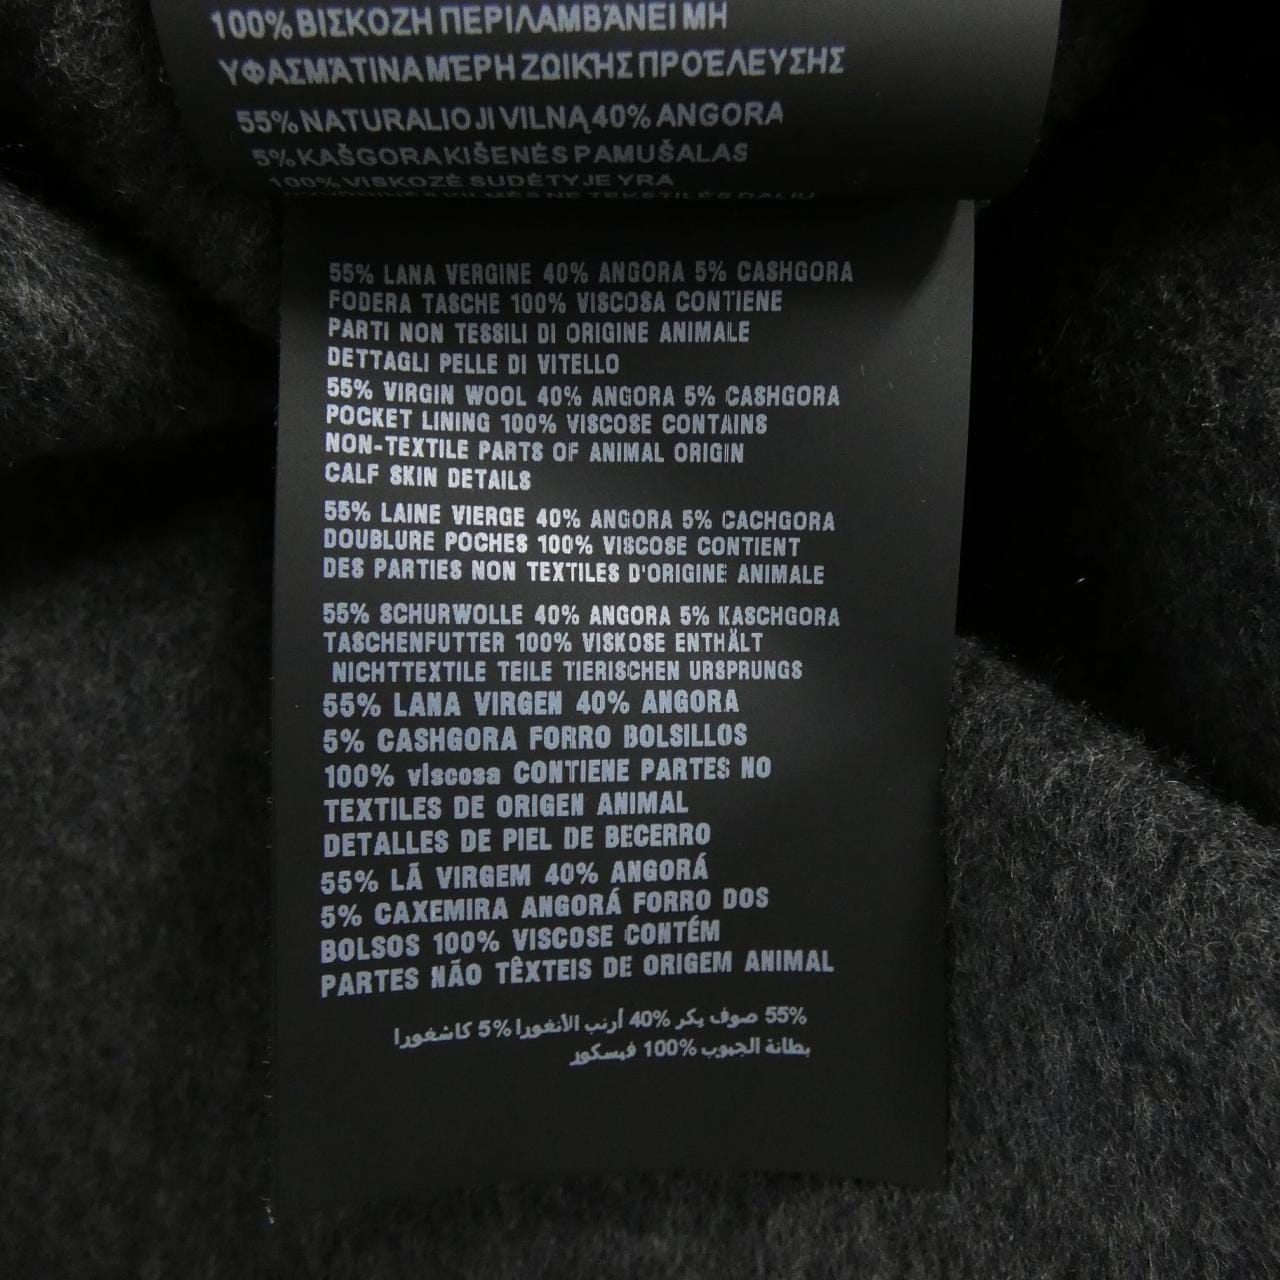 100% ΒΙΣΚΟΖΗ ΠΕΡΙΛΑΜΒΆΝΕΙ ΜΗ
ΥΦΑΣΜΆΤΙΝΑ ΜΈΡΗ ΖΩΙΚΉΣ ΠΡΟΈΛΕΥΣΗΣ
55% NATURALIOJI VILNĄ 40% ANGORA
5% KAŠGORA KIŠENĖS PAMUŠALAS
100% VISKOZĖ SUDĖTYJE YRA
55% LANA VERGINE 40% ANGORA 5% CASHGORA
FODERA TASCHE 100% VISCOSA CONTIENE
PARTI NON TESSILI DI ORIGINE ANIMALE
DETTAGLI PELLE DI VITELLO
55% VIRGIN WOOL 40% ANGORA 5% CASHGORA
POCKET LINING 100% VISCOSE CONTAINS
NON-TEXTILE PARTS OF ANIMAL ORIGIN
CALF SKIN DETAILS
55% LAINE VIERGE 40% ANGORA 5% CACHGORA
DOUBLURE POCHES 100% VISCOSE CONTIENT
DES PARTIES NON TEXTILES D'ORIGINE ANIMALE
55% SCHURWOLLE 40% ANGORA 5% KASCHGORA
TASCHENFUTTER 100% VISKOSE ENTHÄLT
NICHTTEXTILE TEILE TIERISCHEN URSPRUNGS
55% LANA VIRGEN 40% ANGORA
5% CASHGORA FORRO BOLSILLOS
100% viscosa CONTIENE PARTES NO
TEXTILES DE ORIGEN ANIMAL
DETALLES DE PIEL DE BECERRO
55% LÃ VIRGEM 40% ANGORÁ
5% CAXEMIRA ANGORÁ FORRO DOS
BOLSOS 100% VISCOSE CONTÉM
PARTES NÃO TÊXTEIS DE ORIGEM ANIMAL
55% صوف بكر 40% أرنب الأنغورا 5% كاشغورا
بطانة الجيوب 100% فيسكور